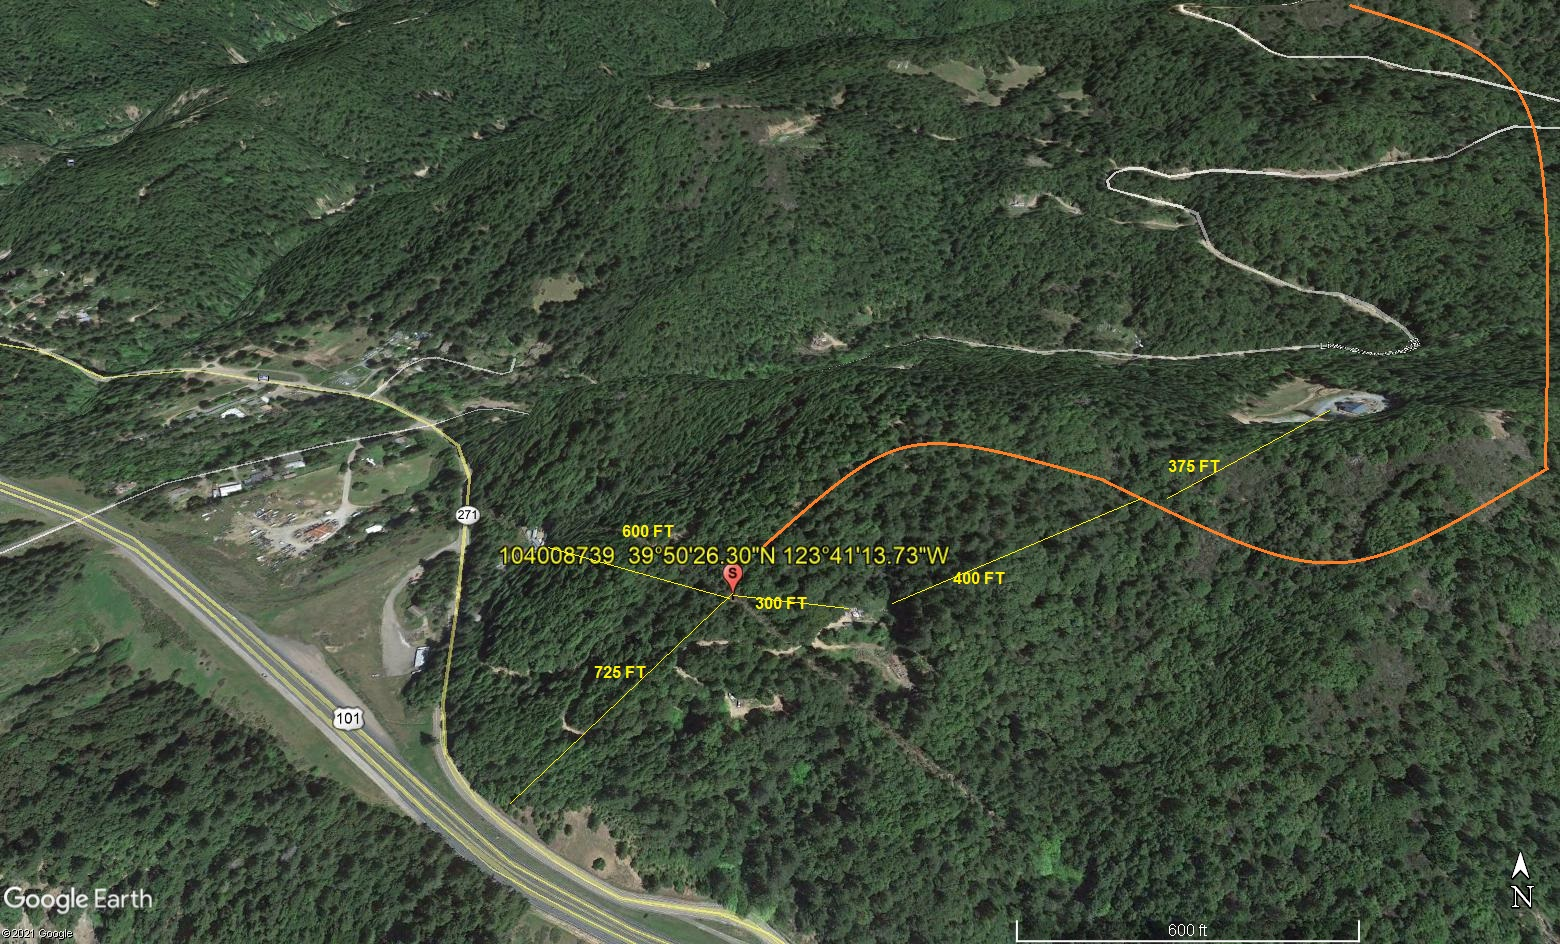 375 FT
271
600 FT
104008739 39°50'26.30"N 123°41'13.73"W
S
400 FT
300 FT
725 FT
101
Google Earth
N
600 ft
©2021 Google